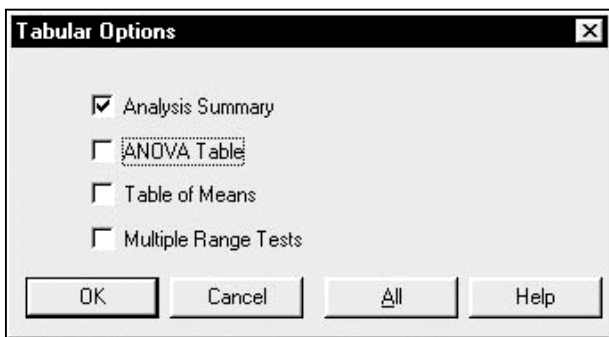 Tabular Options
Analysis Summary
ANOVA Table
Table of Means
Multiple Range Tests
OK Cancel All Help